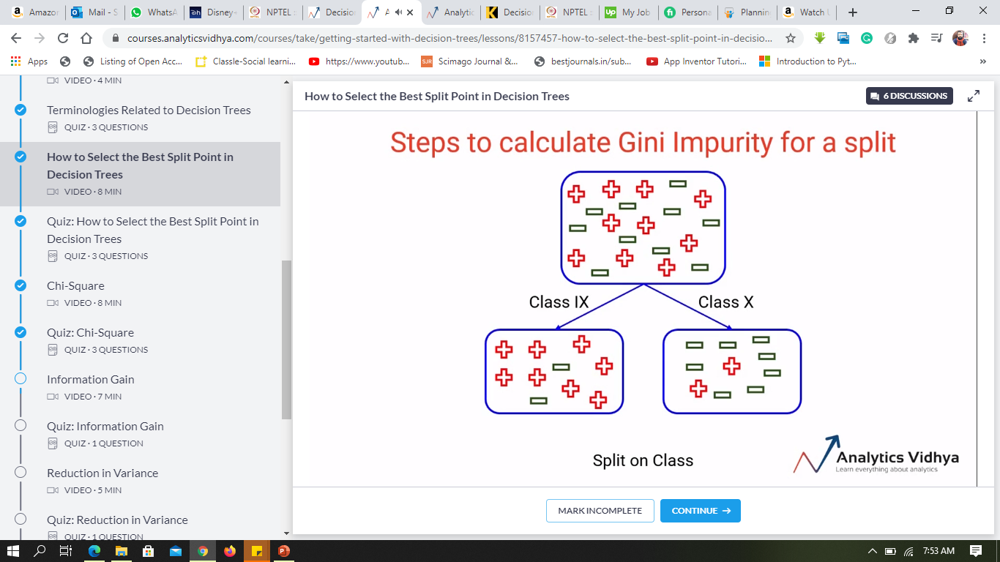 Amazor
Mail - S
WhatsA
Disney+
NPTEL :
Decision
A
Analytic
Decisio
NPTEL :
My Job
Persona
Plannin
Watch U
courses.analyticsvidhya.com/courses/take/getting-started-with-decision-trees/lessons/8157457-how-to-select-the-best-split-point-in-decisio...
Apps
Listing of Open Acc...
Classle-Social learni...
https://www.youtub...
SJR
Scimago Journal &...
bestjournals.in/sub...
App Inventor Tutori...
Introduction to Pyt...
»
VIDEO · 4 MIN
Terminologies Related to Decision Trees
QUIZ · 3 QUESTIONS
How to Select the Best Split Point in
Decision Trees
VIDEO · 8 MIN
Quiz: How to Select the Best Split Point in
Decision Trees
QUIZ · 3 QUESTIONS
Chi-Square
VIDEO · 8 MIN
Quiz: Chi-Square
QUIZ · 3 QUESTIONS
Information Gain
VIDEO · 7 MIN
Quiz: Information Gain
QUIZ · 1 QUESTION
Reduction in Variance
VIDEO · 5 MIN
Quiz: Reduction in Variance
QUIZ · 1 QUESTION
How to Select the Best Split Point in Decision Trees
6 DISCUSSIONS
Steps to calculate Gini Impurity for a split
Class IX
Class X
Split on Class
Analytics Vidhya
Learn everything about analytics
MARK INCOMPLETE
CONTINUE →
7:53 AM